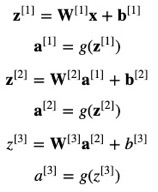 𝐳^[1] = 𝐖^[1]𝐱 + 𝐛^[1]
𝐚^[1] = g(𝐳^[1])
𝐳^[2] = 𝐖^[2]𝐚^[1] + 𝐛^[2]
𝐚^[2] = g(𝐳^[2])
z^[3] = 𝐖^[3]𝐚^[2] + b^[3]
a^[3] = g(z^[3])